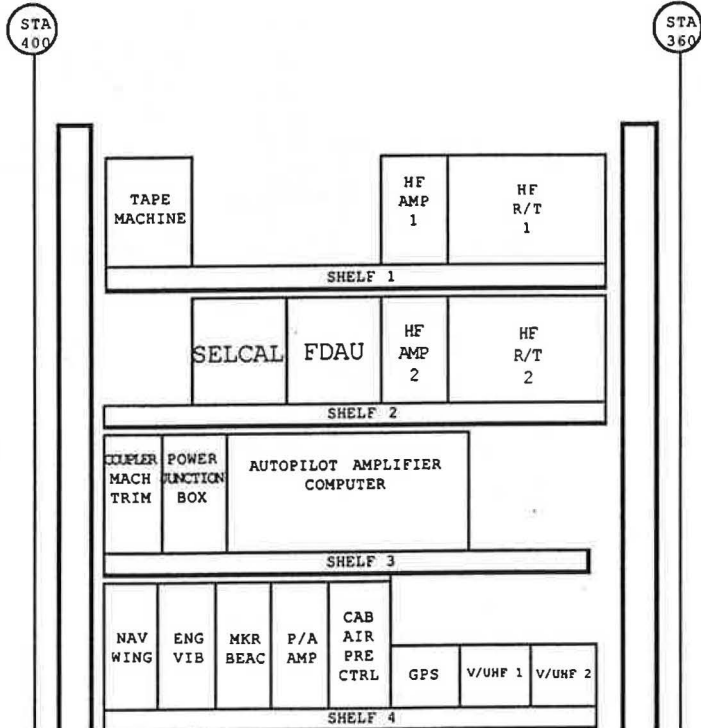 STA
400
STA
360
TAPE
MACHINE
HF
AMP
1
HF
R/T
1
SHELF 1
SELCAL
FDAU
HF
AMP
2
HF
R/T
2
SHELF 2
COUPLER
MACH
TRIM
POWER
JUNCTION
BOX
AUTOPILOT AMPLIFIER
COMPUTER
SHELF 3
NAV
WING
ENG
VIB
MKR
BEAC
P/A
AMP
CAB
AIR
PRE
CTRL
GPS
V/UHF 1
V/UHF 2
SHELF 4